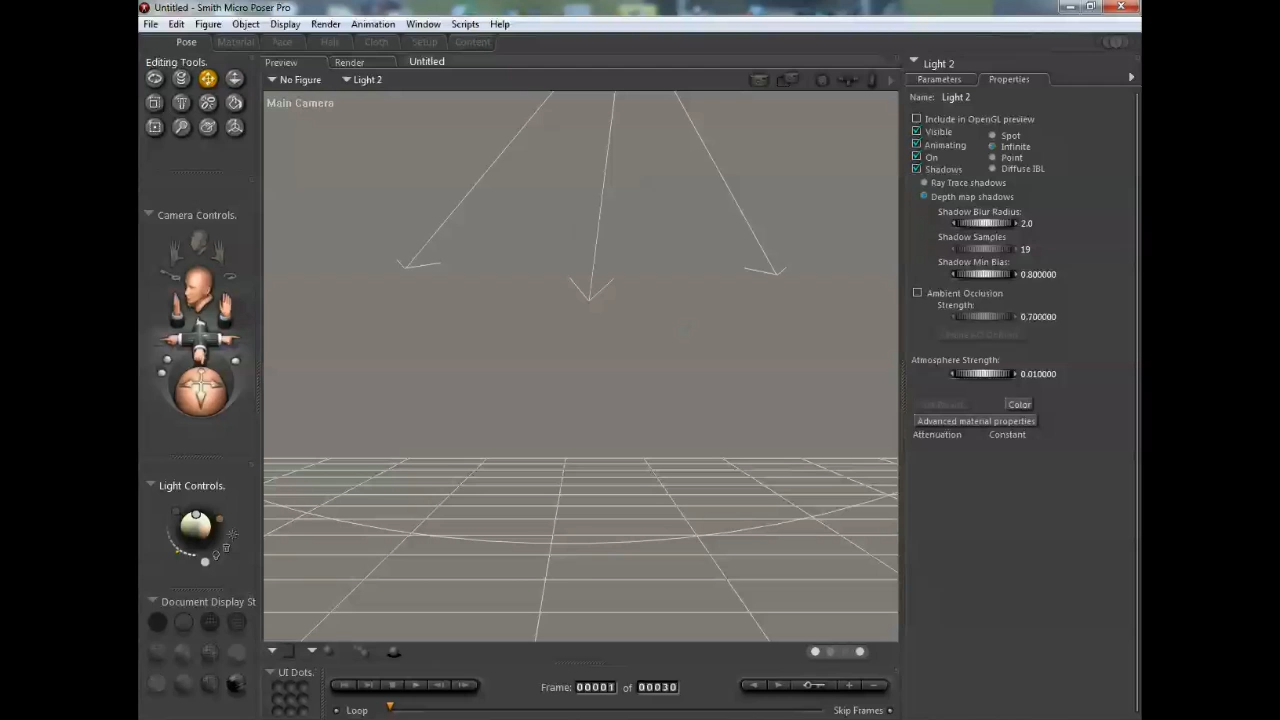 Untitled - Smith Micro Poser Pro
File Edit Figure Object Display Render Animation Window Scripts Help
Pose Material Face Hair Cloth Setup Content
Editing Tools.
Preview Render Untitled
No Figure Light 2
Main Camera
Camera Controls.
Light Controls.
Document Display St
UI Dots.
Frame: 00001 of 00030
Loop
Skip Frames
Light 2
Parameters Properties
Name: Light 2
Include in OpenGL preview
Visible
Spot
Animating
Infinite
On
Point
Shadows
Diffuse IBL
Ray Trace shadows
Depth map shadows
Shadow Blur Radius:
2.0
Shadow Samples
19
Shadow Min Bias:
0.800000
Ambient Occlusion
Strength:
0.700000
Atmosphere Strength:
0.010000
Color
Advanced material properties
Attenuation Constant